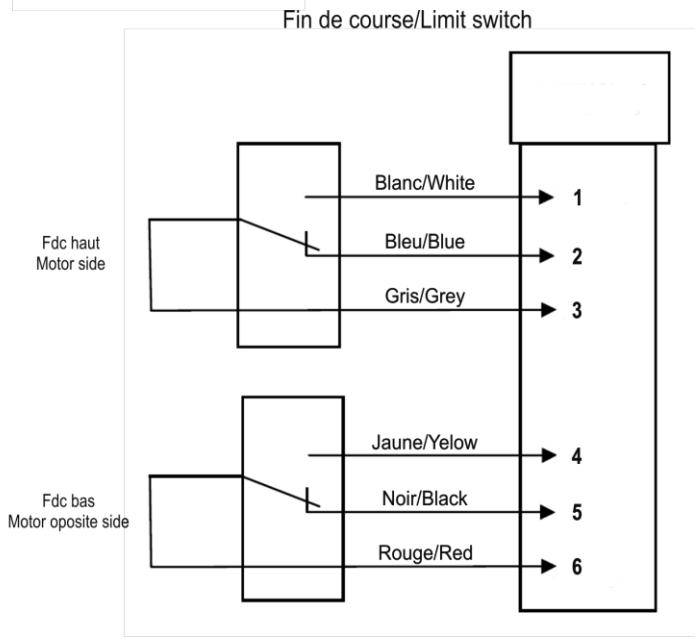 Fin de course/Limit switch
Blanc/White
1
Fdc haut
Motor side
Bleu/Blue
2
Gris/Grey
3
Jaune/Yelow
4
Fdc bas
Motor oposite side
Noir/Black
5
Rouge/Red
6